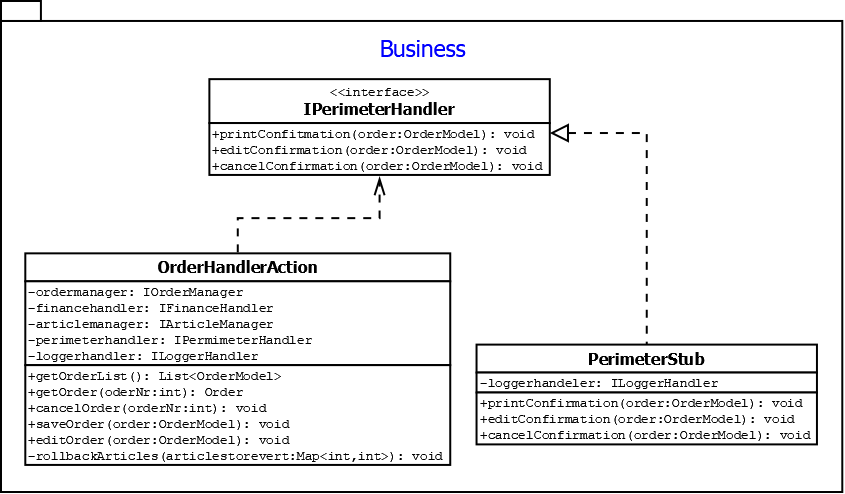 Business
<<interface>>
IPerimeterHandler
+printConfitmation(order:OrderModel): void
+editConfirmation(order:OrderModel): void
+cancelConfirmation(order:OrderModel): void
OrderHandlerAction
-ordermanager: IOrderManager
-financehandler: IFinanceHandler
-articlemanager: IArticleManager
-perimeterhandler: IPermimeterHandler
-loggerhandler: ILoggerHandler
+getOrderList(): List<OrderModel>
+getOrder(oderNr:int): Order
+cancelOrder(orderNr:int): void
+saveOrder(order:OrderModel): void
+editOrder(order:OrderModel): void
-rollbackArticles(articlestorevert:Map<int,int>): void
PerimeterStub
-loggerhandeler: ILoggerHandler
+printConfirmation(order:OrderModel): void
+editConfirmation(order:OrderModel): void
+cancelConfirmation(order:OrderModel): void